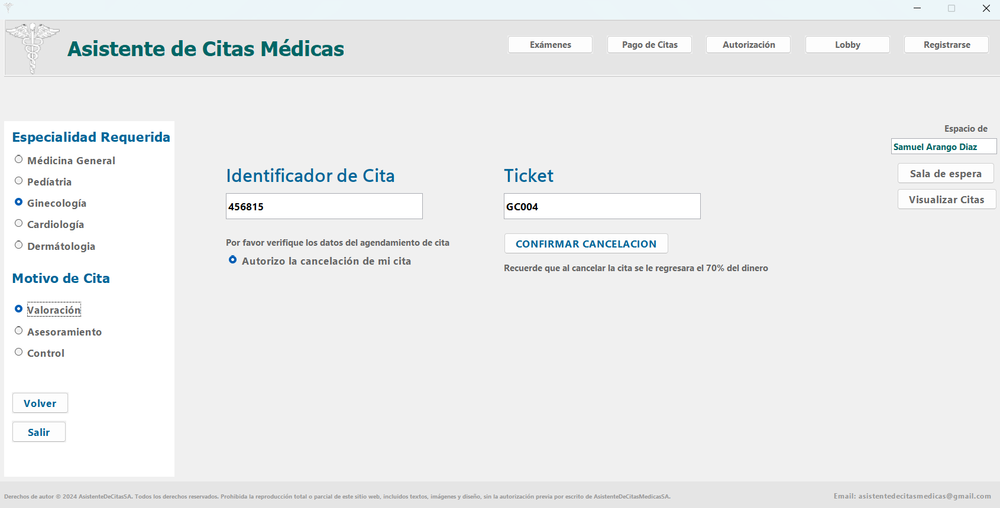 Asistente de Citas Médicas
Exámenes
Pago de Citas
Autorización
Lobby
Registrarse
Especialidad Requerida
Médicina General
Pedíatria
Ginecología
Cardiología
Dermátologia
Motivo de Cita
Valoración
Asesoramiento
Control
Volver
Salir
Identificador de Cita
456815
Por favor verifique los datos del agendamiento de cita
Autorizo la cancelación de mi cita
Ticket
GC004
CONFIRMAR CANCELACION
Recuerde que al cancelar la cita se le regresara el 70% del dinero
Espacio de
Samuel Arango Diaz
Sala de espera
Visualizar Citas
Derechos de autor © 2024 AsistenteDeCitasSA. Todos los derechos reservados. Prohibida la reproducción total o parcial de este sitio web, incluidos textos, imágenes y diseño, sin la autorización previa por escrito de AsistenteDeCitasMedicasSA.
Email: asistentedecitasmedicas@gmail.com